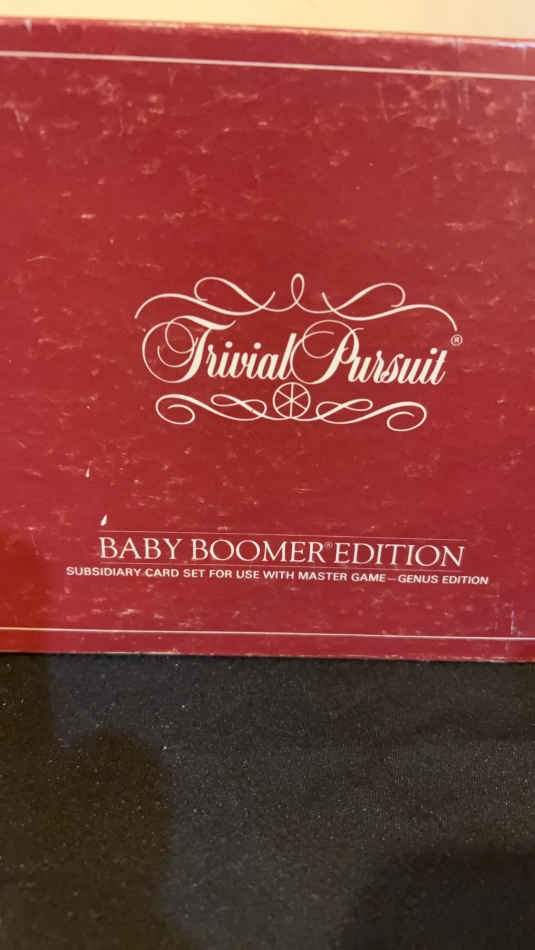 Trivial Pursuit®
BABY BOOMER® EDITION
SUBSIDIARY CARD SET FOR USE WITH MASTER GAME—GENUS EDITION